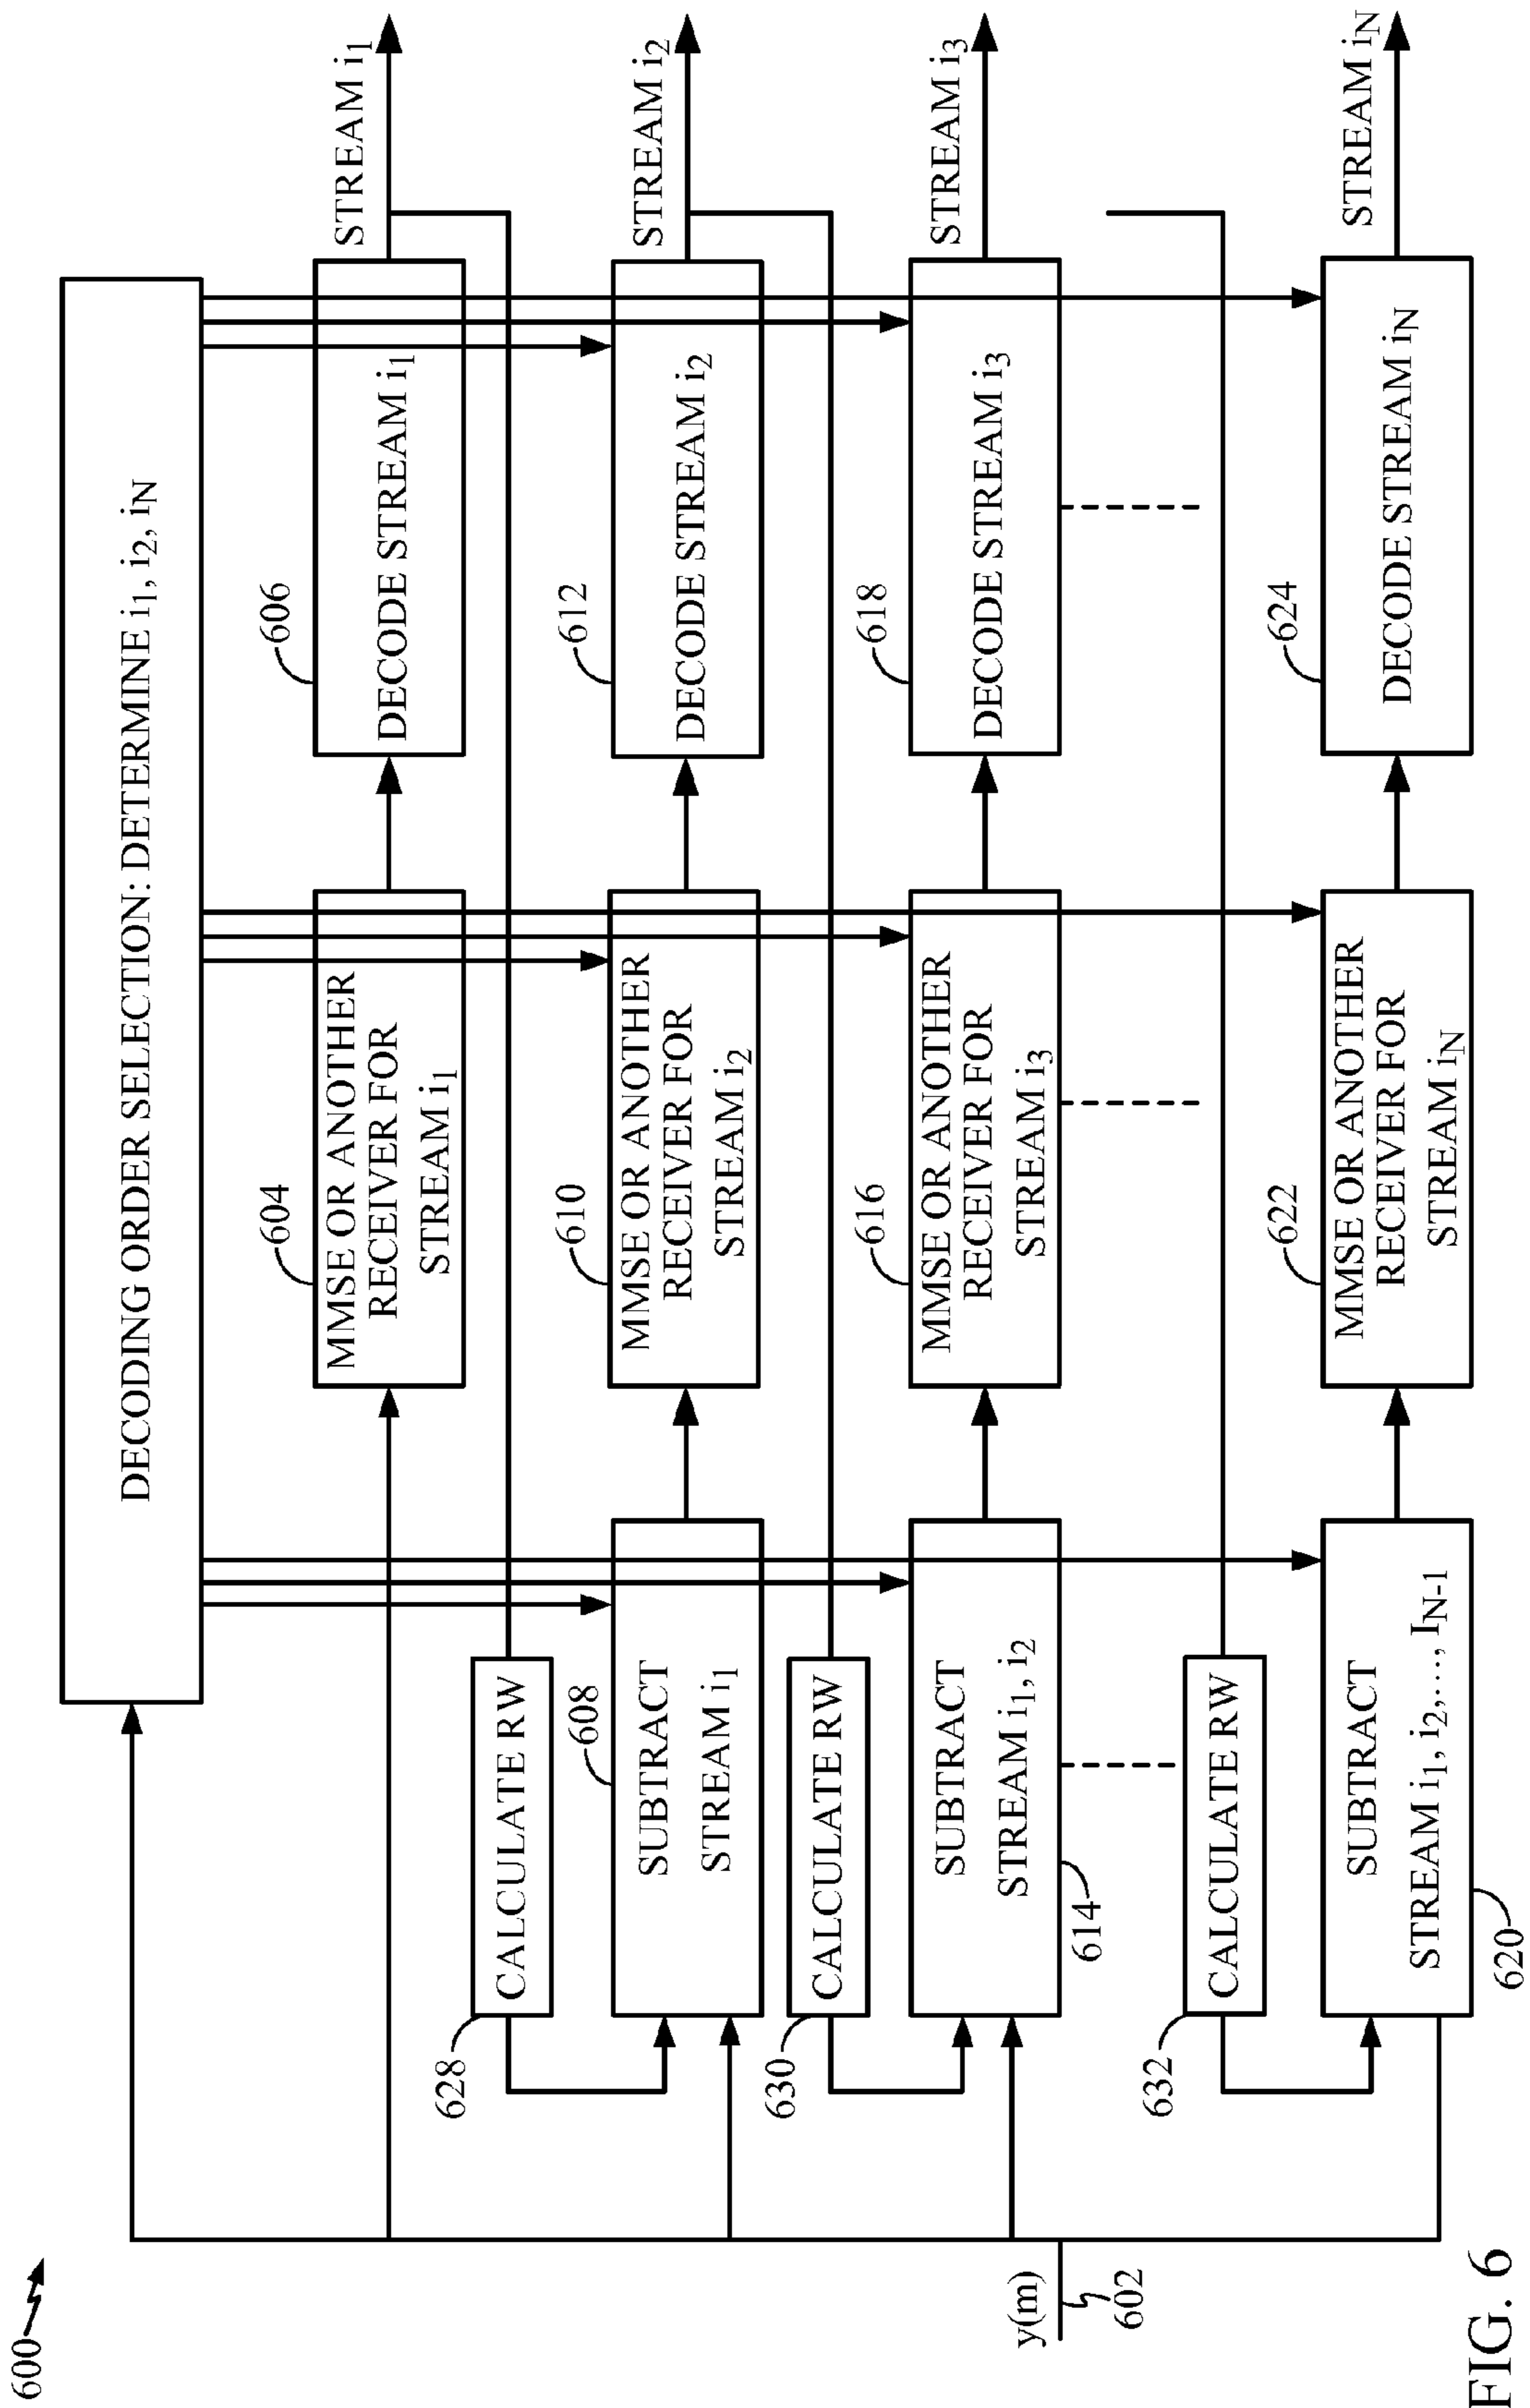 600
DECODING ORDER SELECTION: DETERMINE i1, i2, iN
604
MMSE OR ANOTHER
RECEIVER FOR
STREAM i1
606
DECODE STREAM i1
STREAM i1
628
CALCULATE RW
608
SUBTRACT
STREAM i1
610
MMSE OR ANOTHER
RECEIVER FOR
STREAM i2
612
DECODE STREAM i2
STREAM i2
630
CALCULATE RW
SUBTRACT
STREAM i1, i2
614
616
MMSE OR ANOTHER
RECEIVER FOR
STREAM i3
618
DECODE STREAM i3
STREAM i3
y(m)
602
632
CALCULATE RW
SUBTRACT
STREAM i1, i2,..., IN-1
620
622
MMSE OR ANOTHER
RECEIVER FOR
STREAM iN
624
DECODE STREAM iN
STREAM iN
FIG. 6